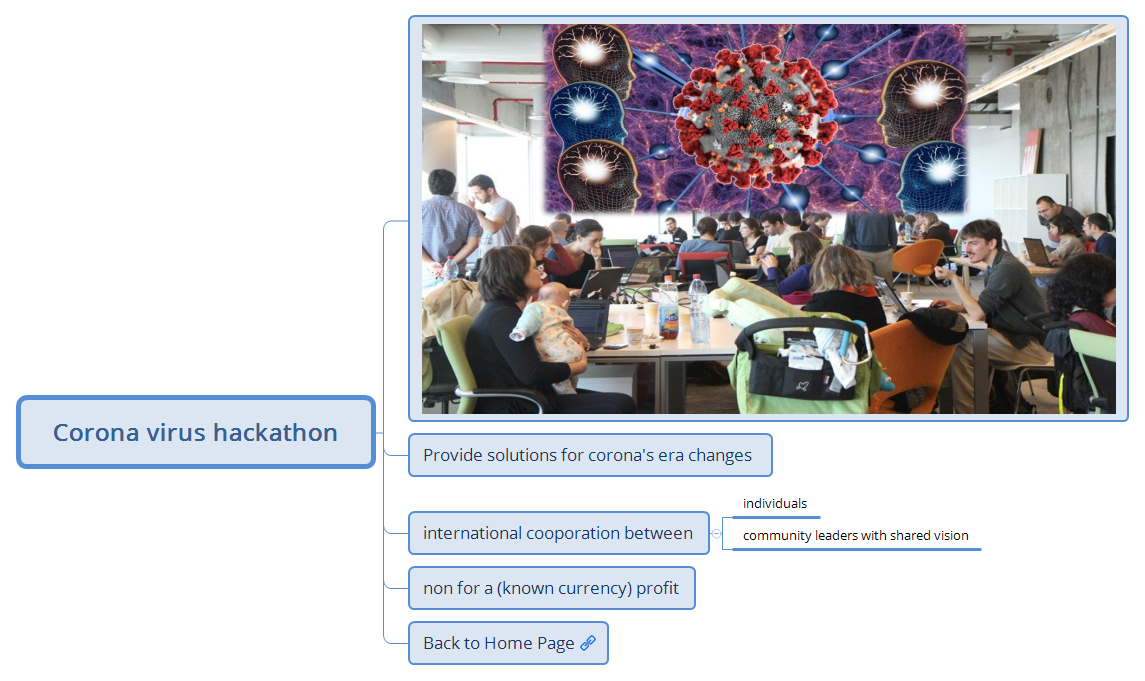 Corona virus hackathon
Provide solutions for corona's era changes
international cooporation between
individuals
community leaders with shared vision
non for a (known currency) profit
Back to Home Page